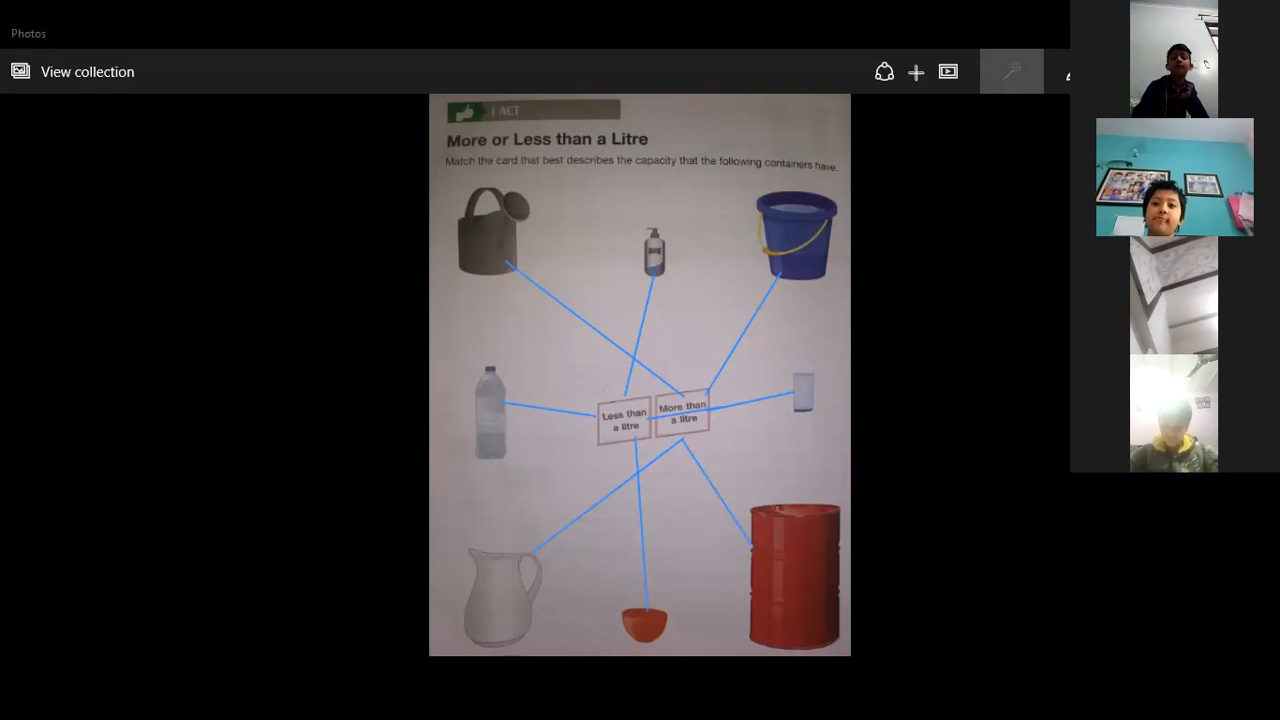 Photos
View collection
I ACT
More or Less than a Litre
Match the card that best describes the capacity that the following containers have.
Less than
a litre
More than
a litre